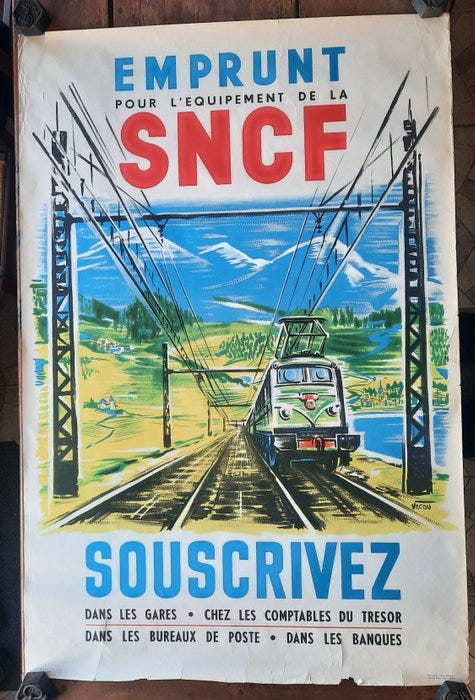 EMPRUNT
POUR L'EQUIPEMENT DE LA
SNCF
SOUSCRIVEZ
DANS LES GARES • CHEZ LES COMPTABLES DU TRESOR
DANS LES BUREAUX DE POSTE • DANS LES BANQUES